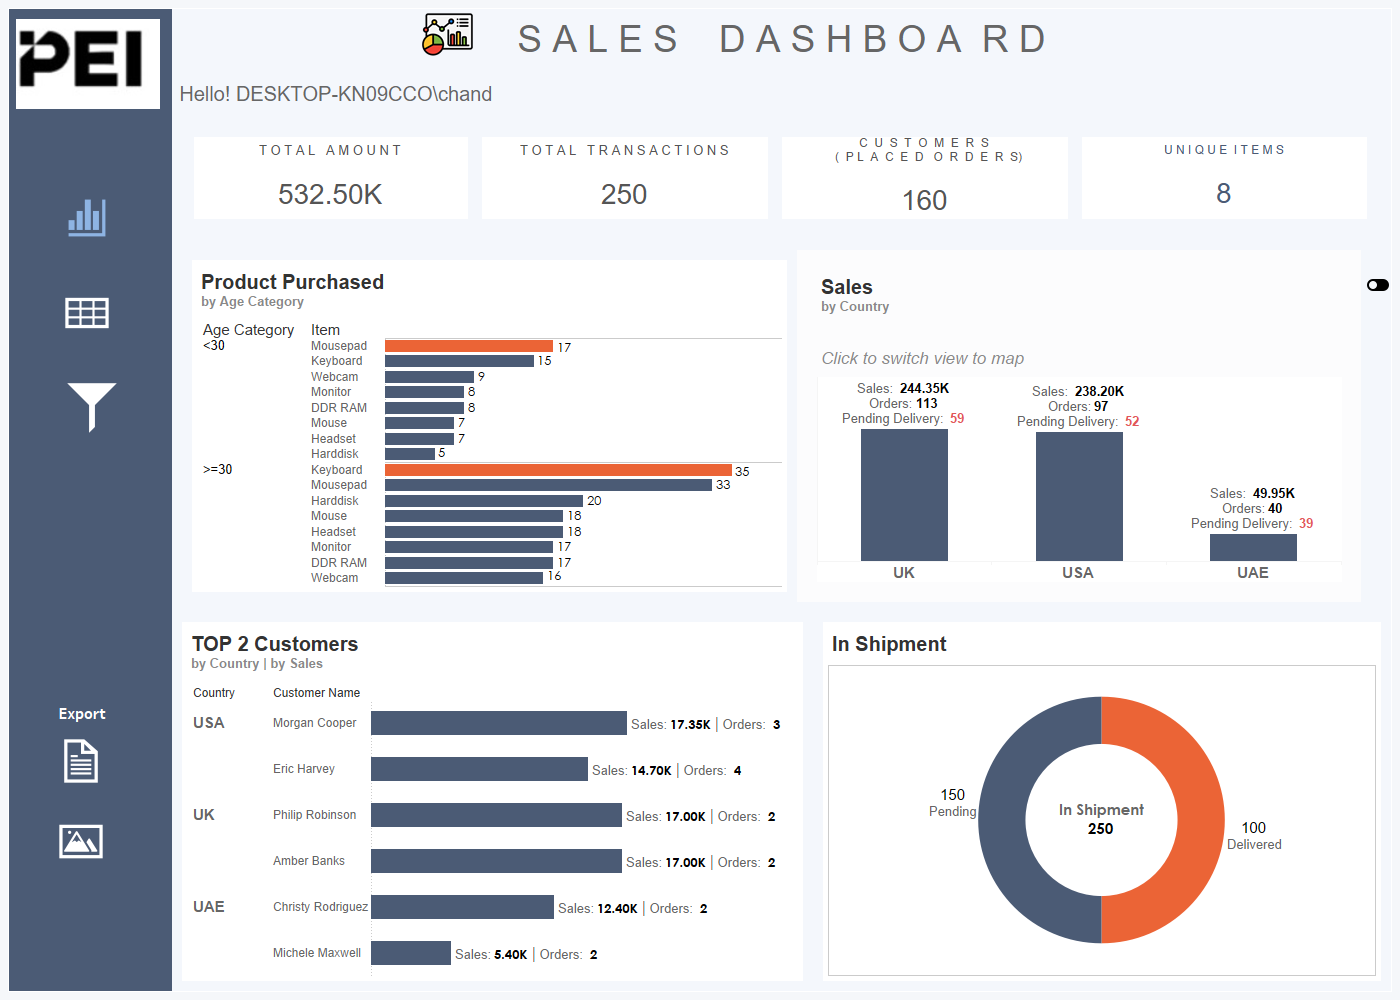 PEI
SALES DASHBOARD
Hello! DESKTOP-KN09CCO\chand
TOTAL AMOUNT
532.50K
TOTAL TRANSACTIONS
250
CUSTOMERS
(PLACED ORDERS)
160
UNIQUE ITEMS
8
Product Purchased
by Age Category
Age Category Item
<30 Mousepad 17
Keyboard 15
Webcam 9
Monitor 8
DDR RAM 8
Mouse 7
Headset 7
Harddisk 5
>=30 Keyboard 35
Mousepad 33
Harddisk 20
Mouse 18
Headset 18
Monitor 17
DDR RAM 17
Webcam 16
Sales
by Country
Click to switch view to map
Sales: 244.35K
Orders: 113
Pending Delivery: 59
UK
Sales: 238.20K
Orders: 97
Pending Delivery: 52
USA
Sales: 49.95K
Orders: 40
Pending Delivery: 39
UAE
Export
TOP 2 Customers
by Country | by Sales
Country Customer Name
USA Morgan Cooper Sales: 17.35K | Orders: 3
Eric Harvey Sales: 14.70K | Orders: 4
UK Philip Robinson Sales: 17.00K | Orders: 2
Amber Banks Sales: 17.00K | Orders: 2
UAE Christy Rodriguez Sales: 12.40K | Orders: 2
Michele Maxwell Sales: 5.40K | Orders: 2
In Shipment
150
Pending
In Shipment
250
100
Delivered